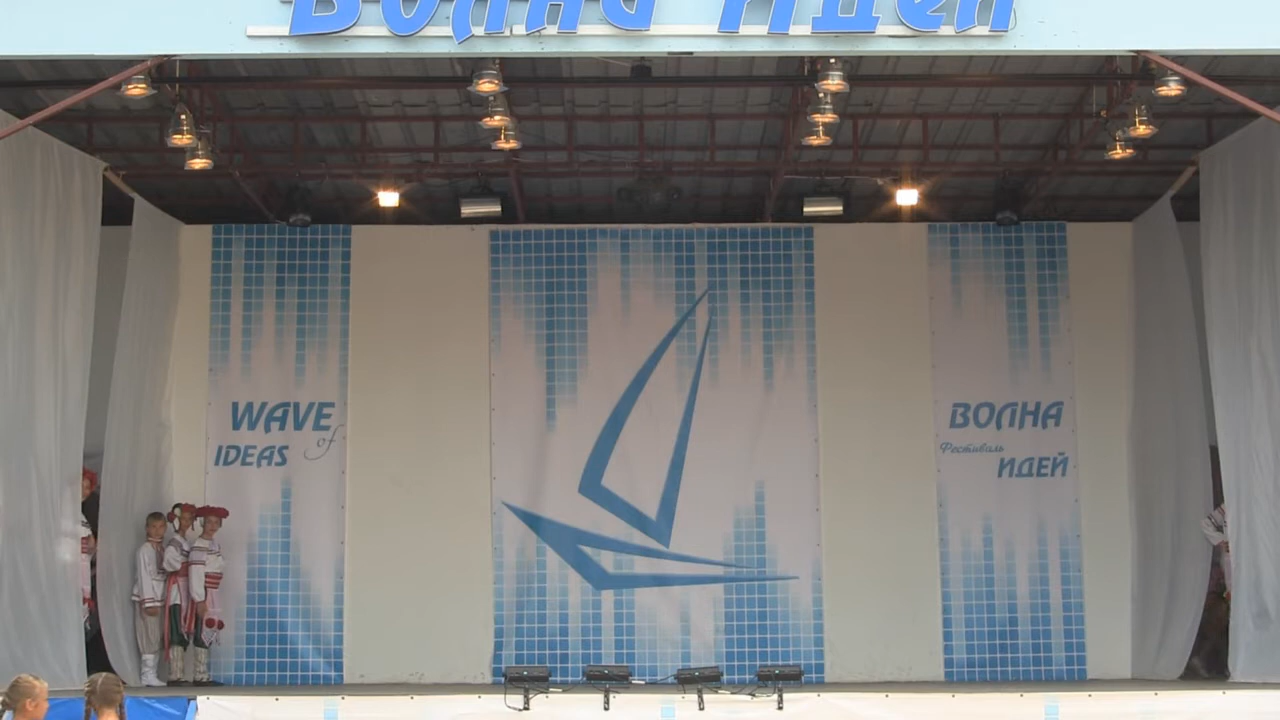 Волна Идей
WAVE
of
IDEAS
ВОЛНА
Фестиваль
ИДЕЙ